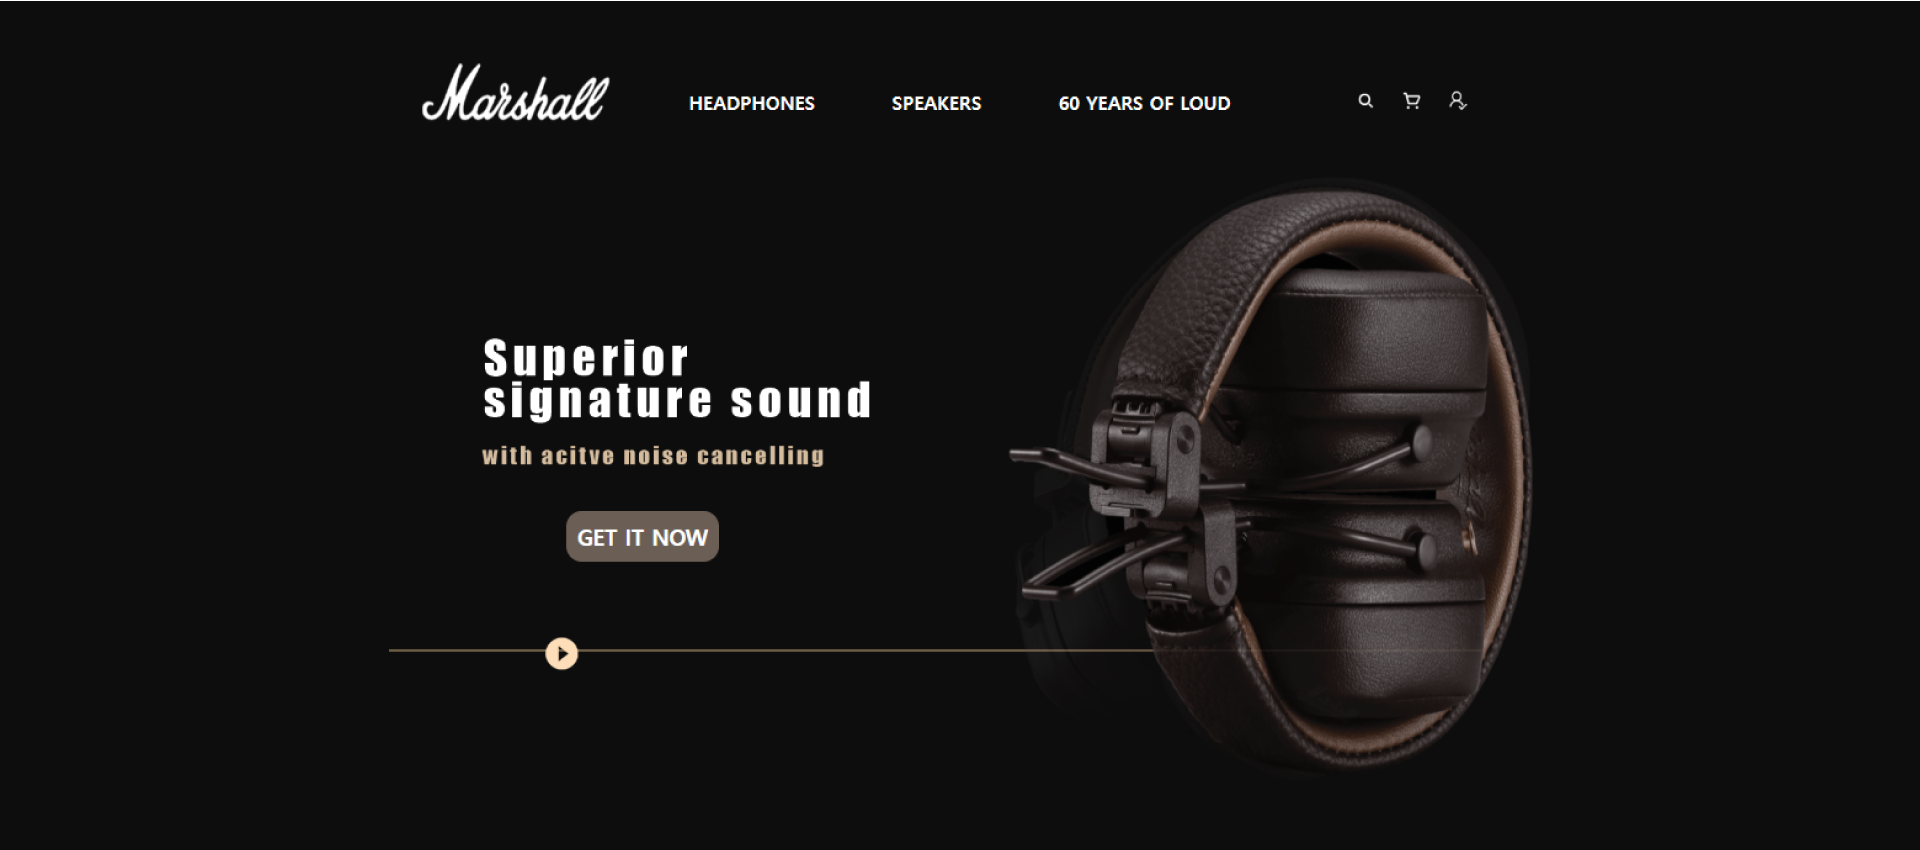 Marshall
HEADPHONES
SPEAKERS
60 YEARS OF LOUD
Superior
signature sound
with acitve noise cancelling
GET IT NOW